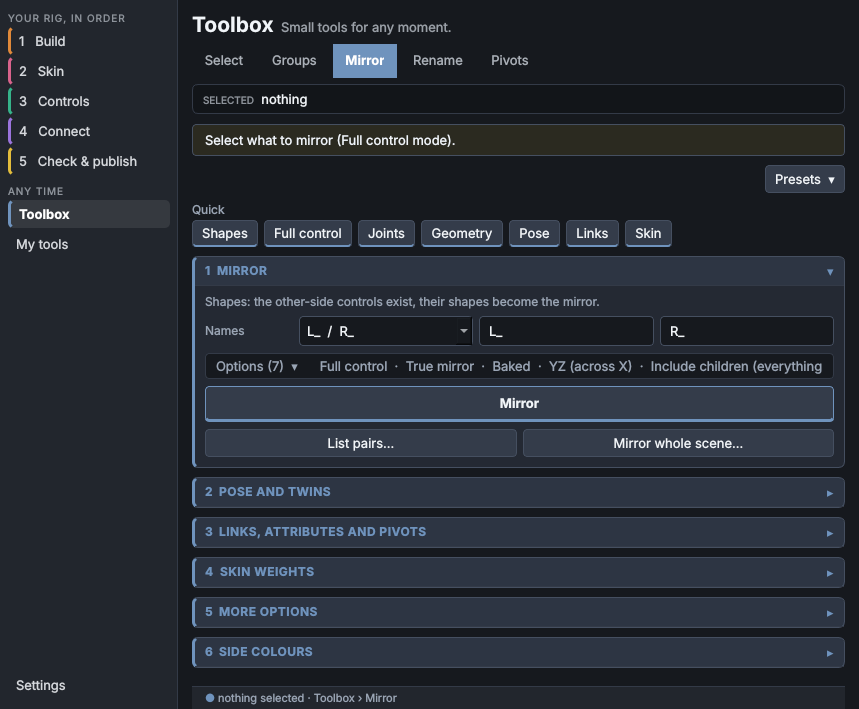 YOUR RIG, IN ORDER
1 Build
2 Skin
3 Controls
4 Connect
5 Check & publish
ANY TIME
Toolbox
My tools
Settings
Toolbox Small tools for any moment.
Select Groups Mirror Rename Pivots
SELECTED nothing
Select what to mirror (Full control mode).
Presets ▾
Quick
Shapes Full control Joints Geometry Pose Links Skin
1 MIRROR ▾
Shapes: the other-side controls exist, their shapes become the mirror.
Names L_ / R_ L_ R_
Options (7) ▾ Full control · True mirror · Baked · YZ (across X) · Include children (everything
Mirror
List pairs... Mirror whole scene...
2 POSE AND TWINS ▸
3 LINKS, ATTRIBUTES AND PIVOTS ▸
4 SKIN WEIGHTS ▸
5 MORE OPTIONS ▸
6 SIDE COLOURS ▸
nothing selected · Toolbox › Mirror